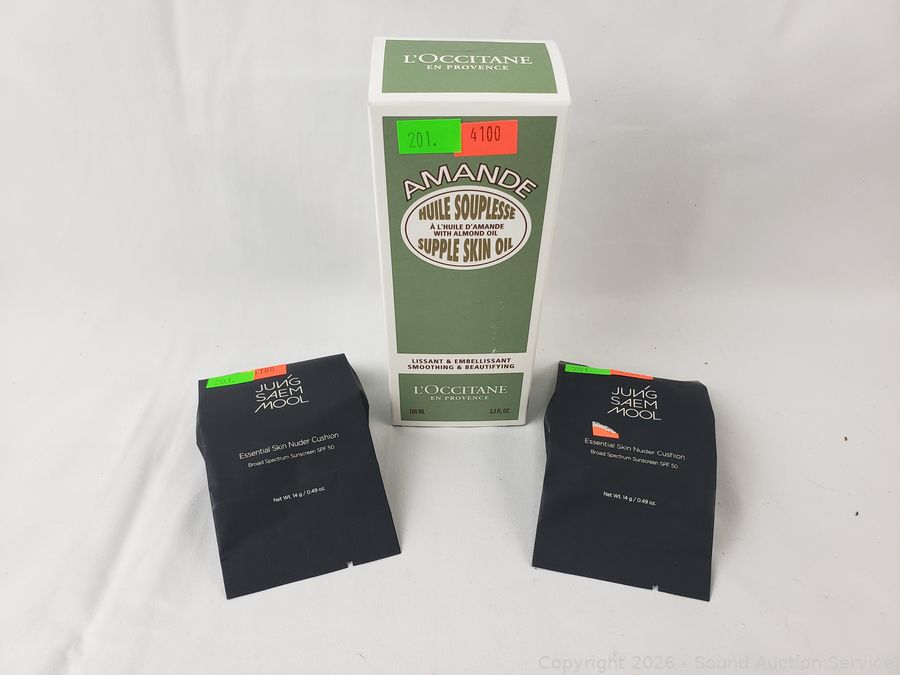 L'OCCITANE
EN PROVENCE
201.
4100
AMANDE
HUILE SOUPLESSE
À L'HUILE D'AMANDE
WITH ALMOND OIL
SUPPLE SKIN OIL
LISSANT & EMBELLISSANT
SMOOTHING & BEAUTIFYING
L'OCCITANE
EN PROVENCE
100 ML
3.3 FL OZ.
201.
4100
JUNG
SAEM
MOOL
Essential Skin Nuder Cushion
Broad Spectrum Sunscreen SPF 50
Net Wt. 14 g / 0.49 oz.
201.
JUNG
SAEM
MOOL
Essential Skin Nuder Cushion
Broad Spectrum Sunscreen SPF 50
Net Wt. 14 g / 0.49 oz.
Copyright 2026 - Sound Auction Service